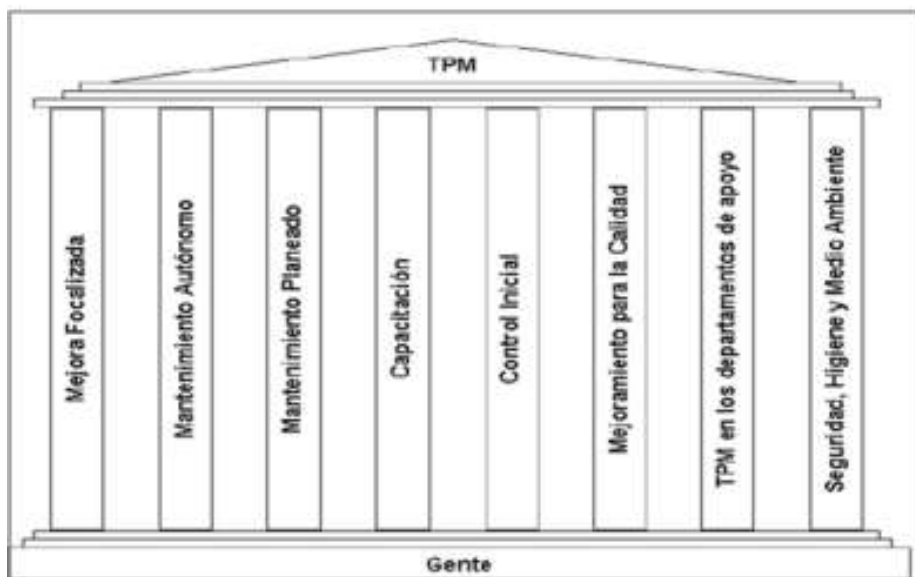 TPM
Mejora Focalizada
Mantenimiento Autónomo
Mantenimiento Planeado
Capacitación
Control Inicial
Mejoramiento para la Calidad
TPM en los departamentos de apoyo
Seguridad, Higiene y Medio Ambiente
Gente